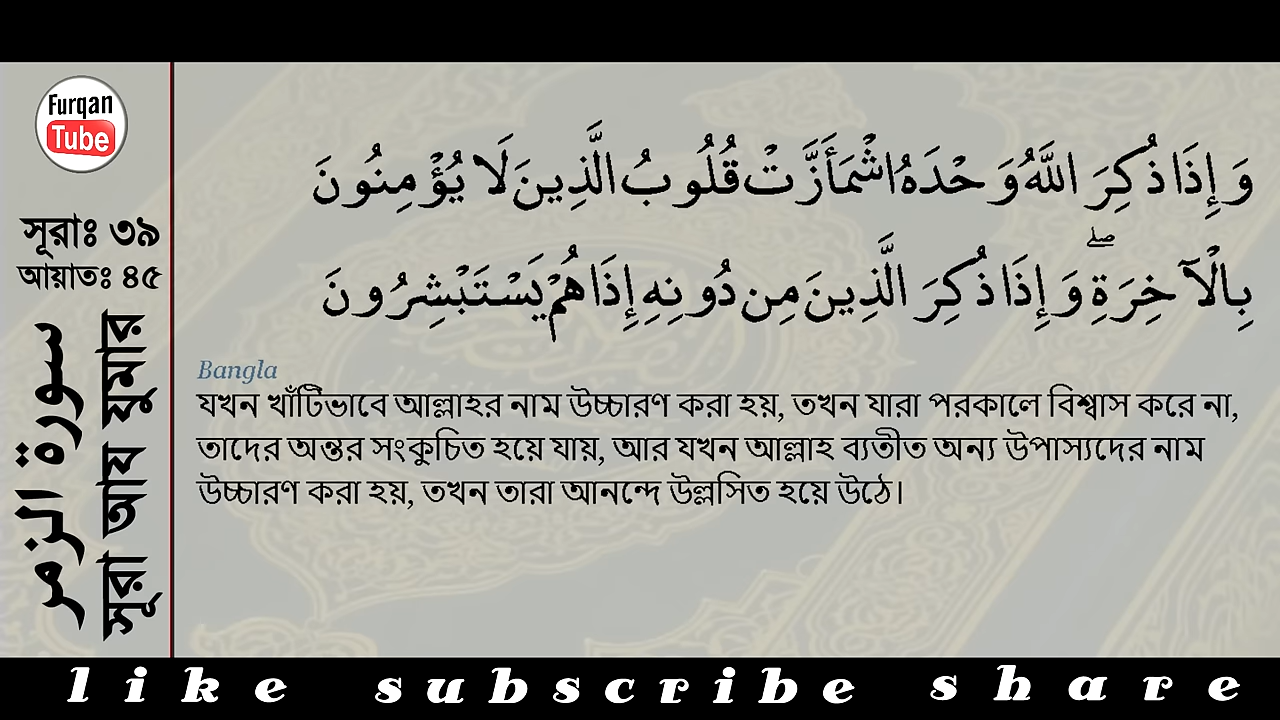 Furqan
Tube
সূরাঃ ৩৯
আয়াতঃ ৪৫
سورة الزمر
সূরা আয যুমার
وَإِذَا ذُكِرَ اللَّهُ وَحْدَهُ اشْمَأَزَّتْ قُلُوبُ الَّذِينَ لَا يُؤْمِنُونَ
بِالْآخِرَةِ ۖ وَإِذَا ذُكِرَ الَّذِينَ مِن دُونِهِ إِذَا هُمْ يَسْتَبْشِرُونَ
Bangla
যখন খাঁটিভাবে আল্লাহর নাম উচ্চারণ করা হয়, তখন যারা পরকালে বিশ্বাস করে না,
তাদের অন্তর সংকুচিত হয়ে যায়, আর যখন আল্লাহ ব্যতীত অন্য উপাস্যদের নাম
উচ্চারণ করা হয়, তখন তারা আনন্দে উল্লসিত হয়ে উঠে।
like subscribe share